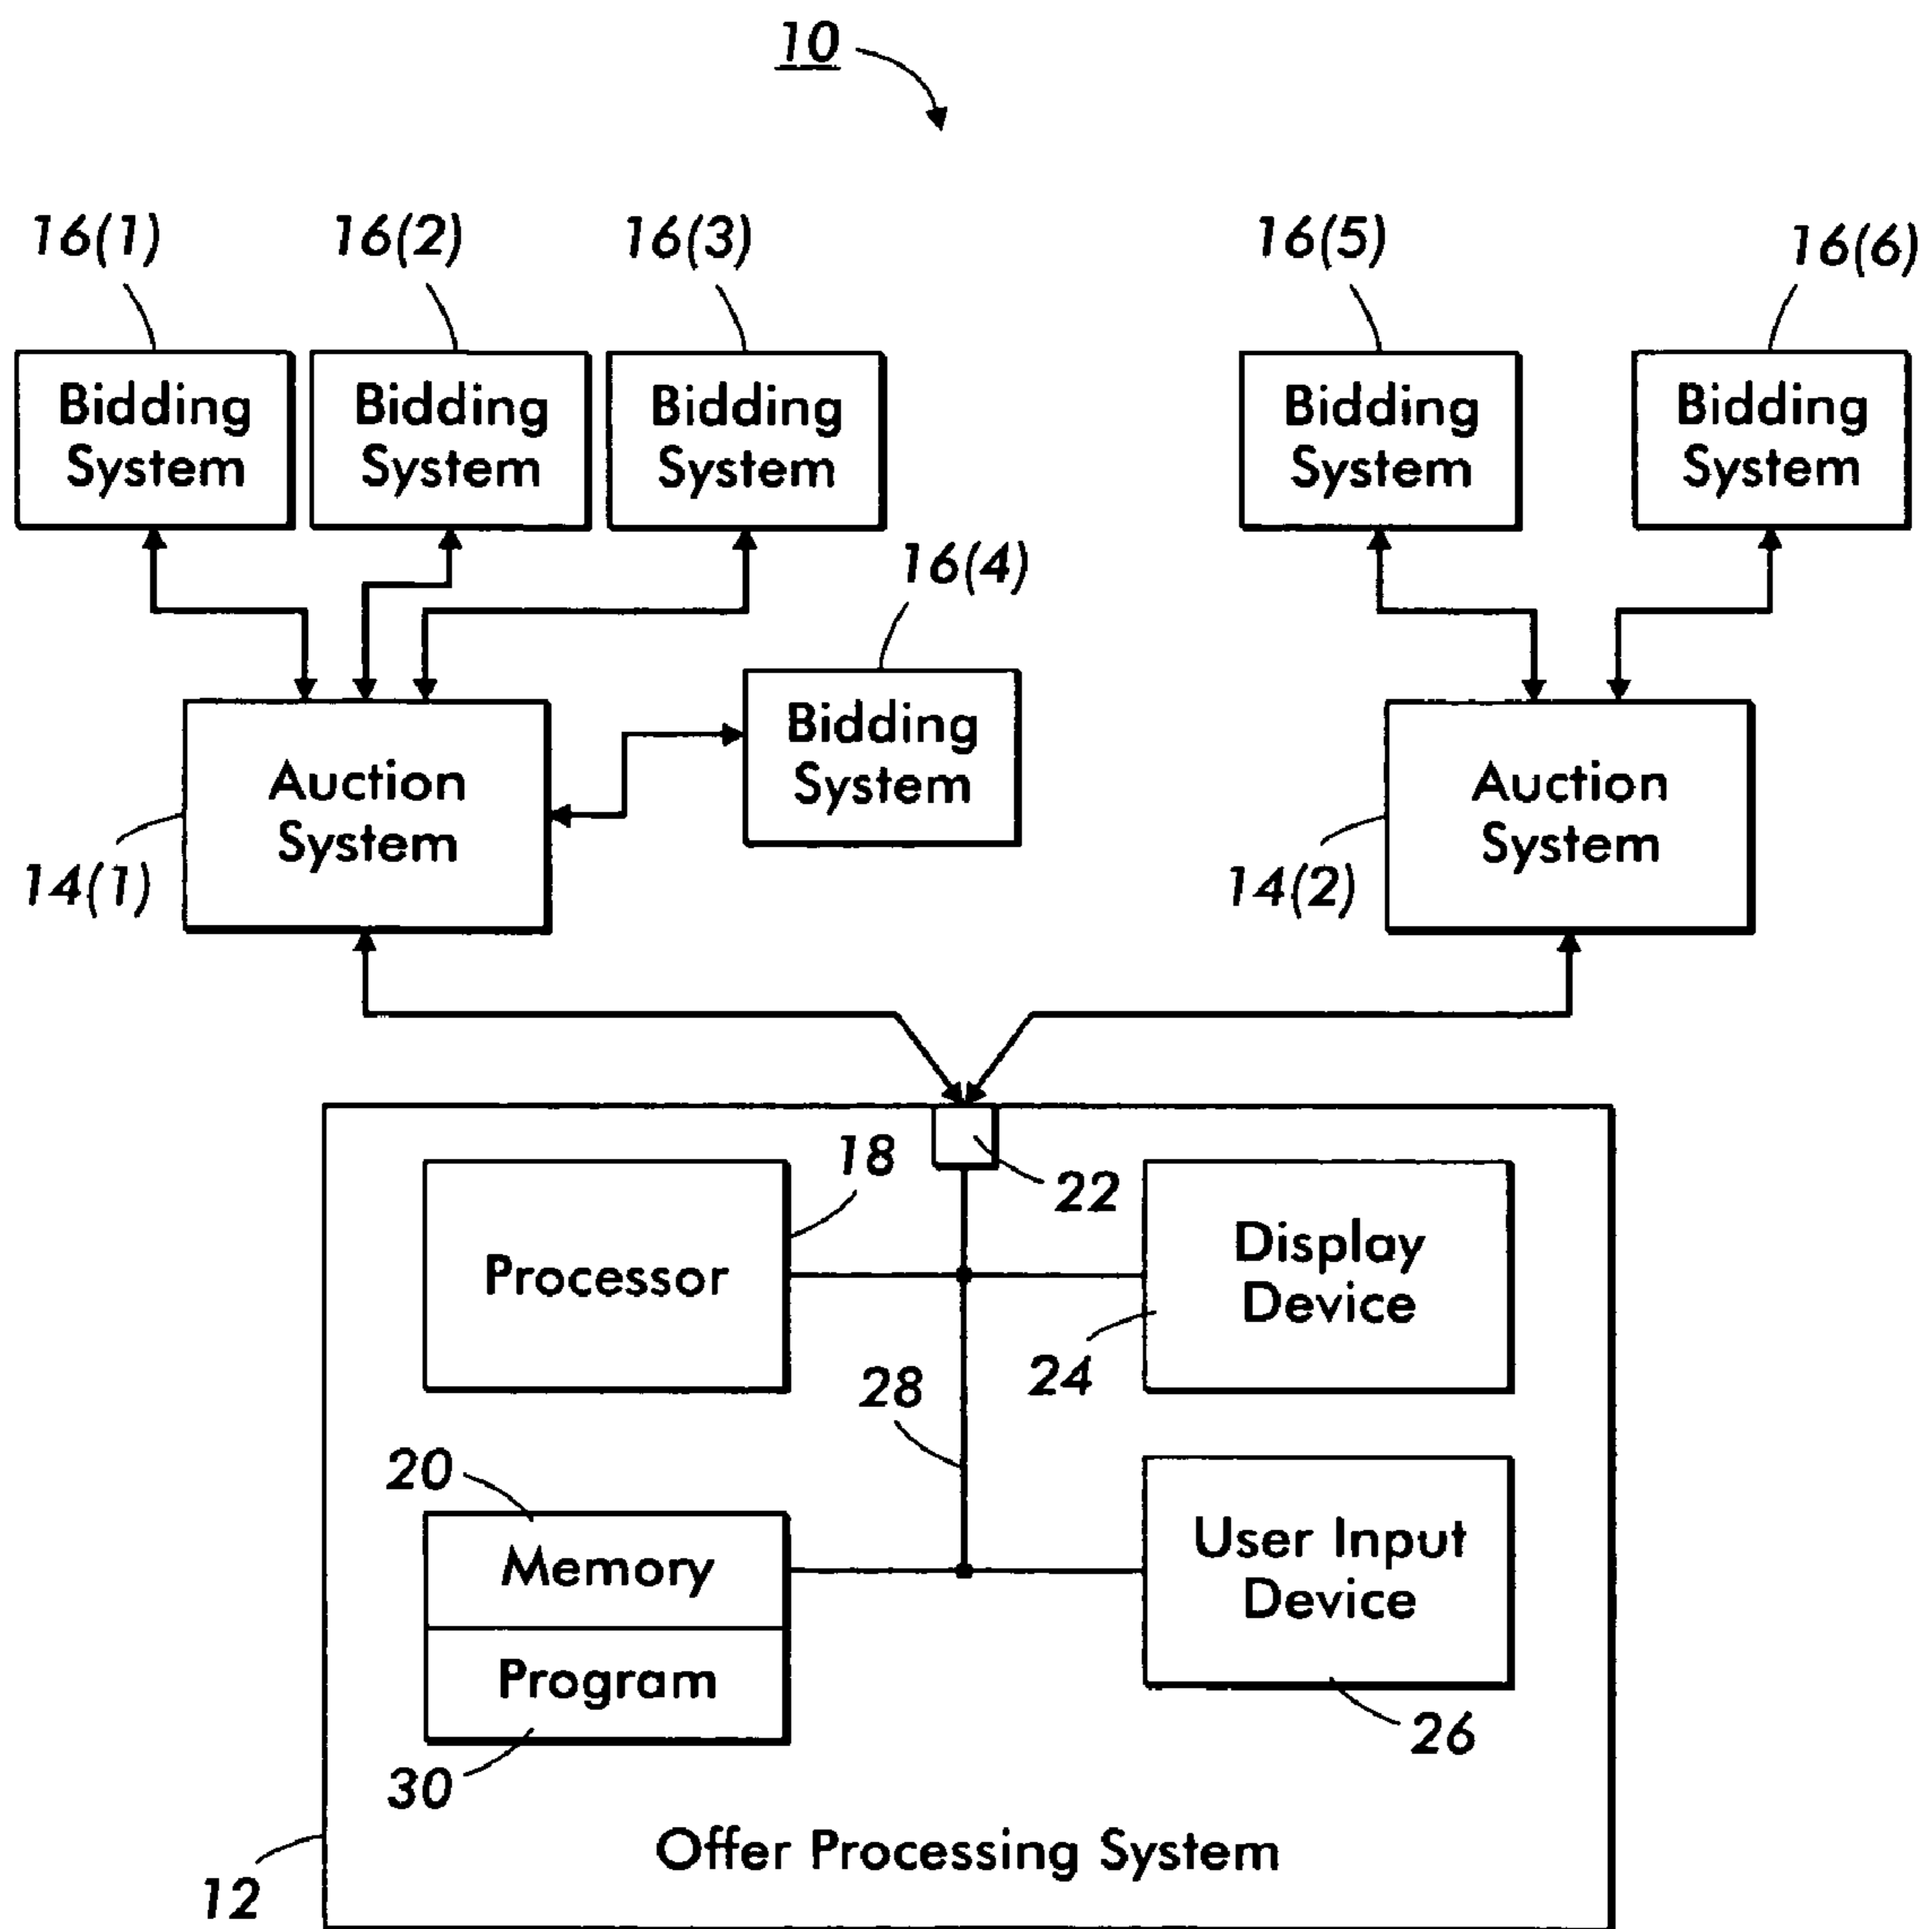 10
16(1)
16(2)
16(3)
16(5)
16(6)
Bidding
System
Bidding
System
Bidding
System
Bidding
System
Bidding
System
16(4)
Bidding
System
Auction
System
14(1)
Auction
System
14(2)
18
22
Processor
Display
Device
24
28
20
Memory
Program
30
User Input
Device
26
Offer Processing System
12